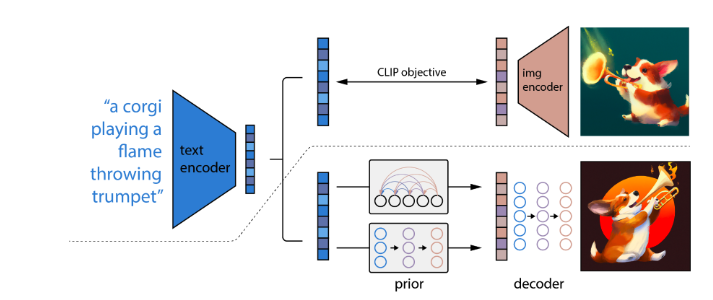 "a corgi
playing a
flame
throwing
trumpet"
text
encoder
CLIP objective
img
encoder
prior
decoder